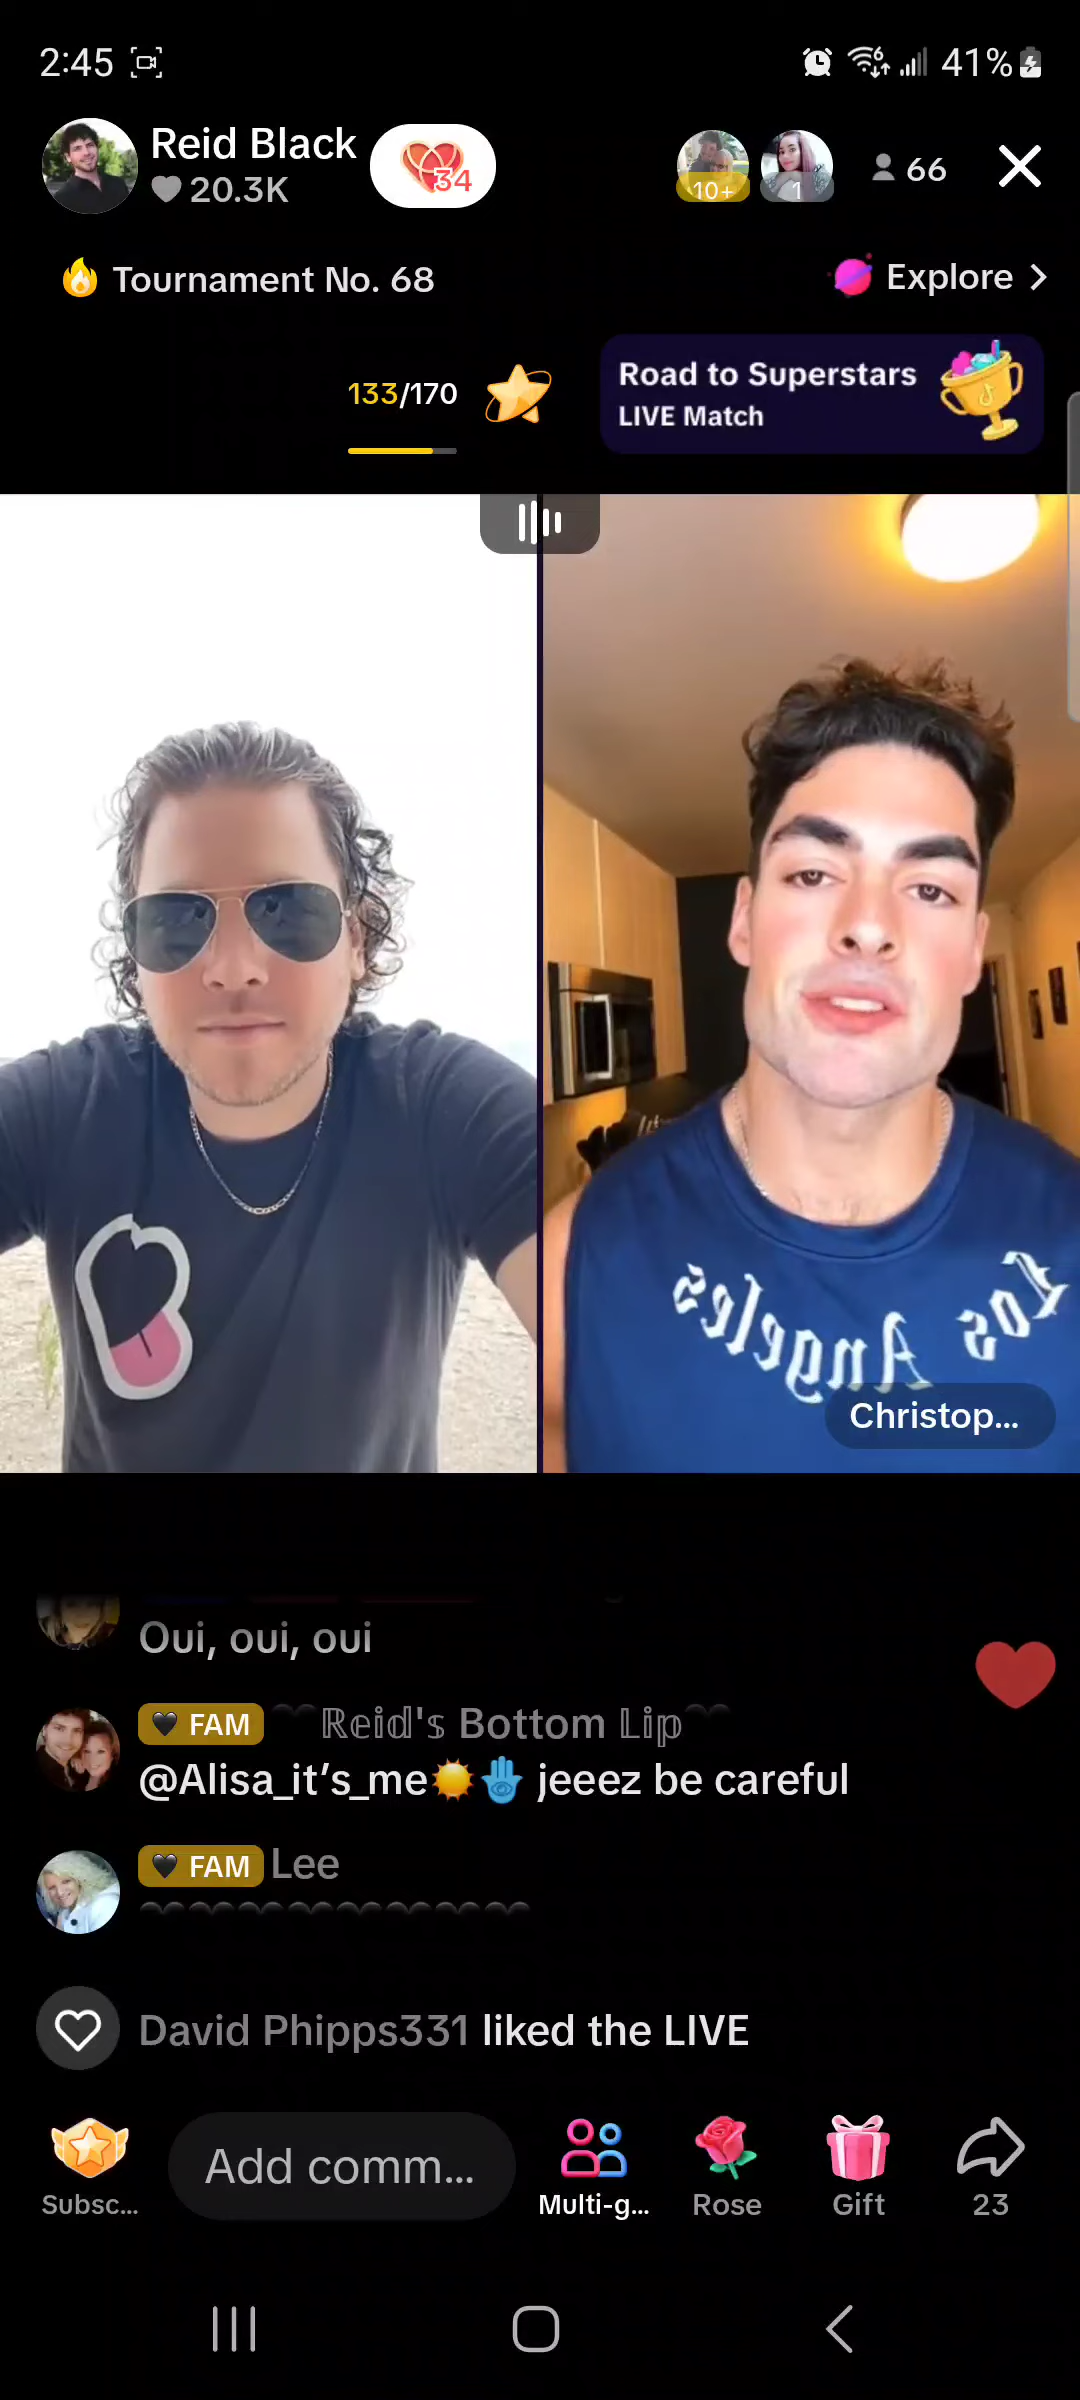 2:45
6
41%
Reid Black
20.3K
34
10+
1
66
Tournament No. 68
Explore
133/170
Road to Superstars
LIVE Match
Los Angeles
Christop...
Oui, oui, oui
FAM ℝ𝕖𝕚𝕕'𝕤 Bottom 𝕃𝕚𝕡
@Alisa_it’s_me☀️🪬 jeeez be careful
FAM Lee
David Phipps331 liked the LIVE
Add comm...
Subsc...
Multi-g...
Rose
Gift
23